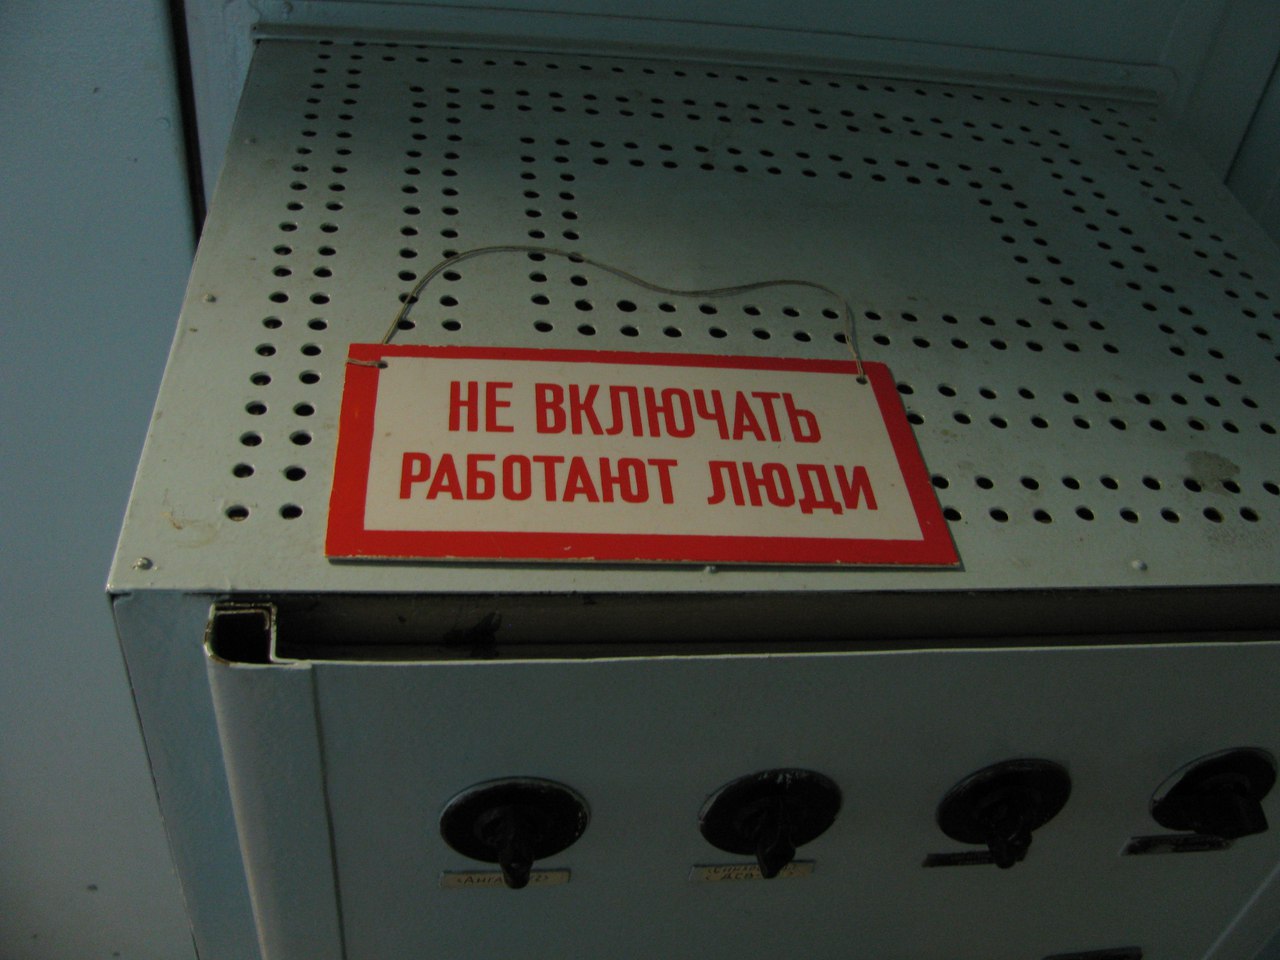 НЕ ВКЛЮЧАТЬ
РАБОТАЮТ ЛЮДИ